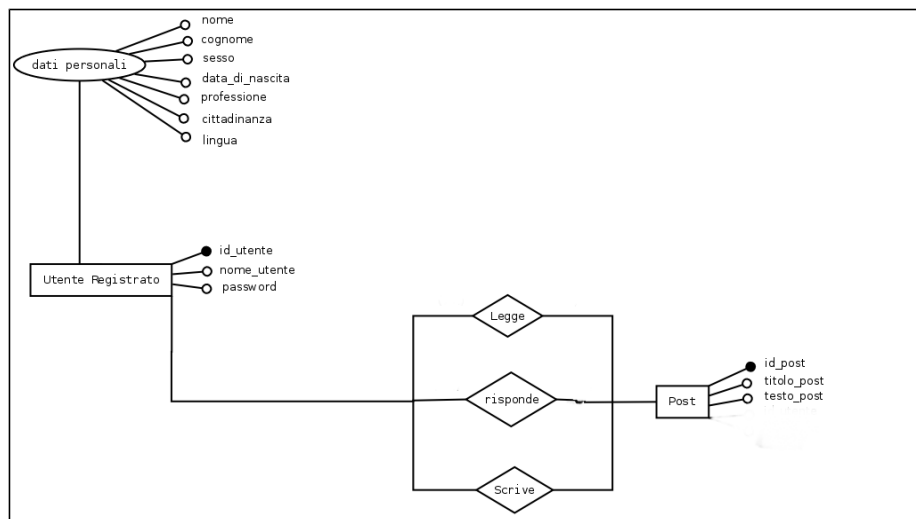 nome
cognome
sesso
dati personali
data_di_nascita
professione
cittadinanza
lingua
id_utente
Utente Registrato
nome_utente
password
Legge
id_post
titolo_post
risponde
Post
testo_post
Scrive